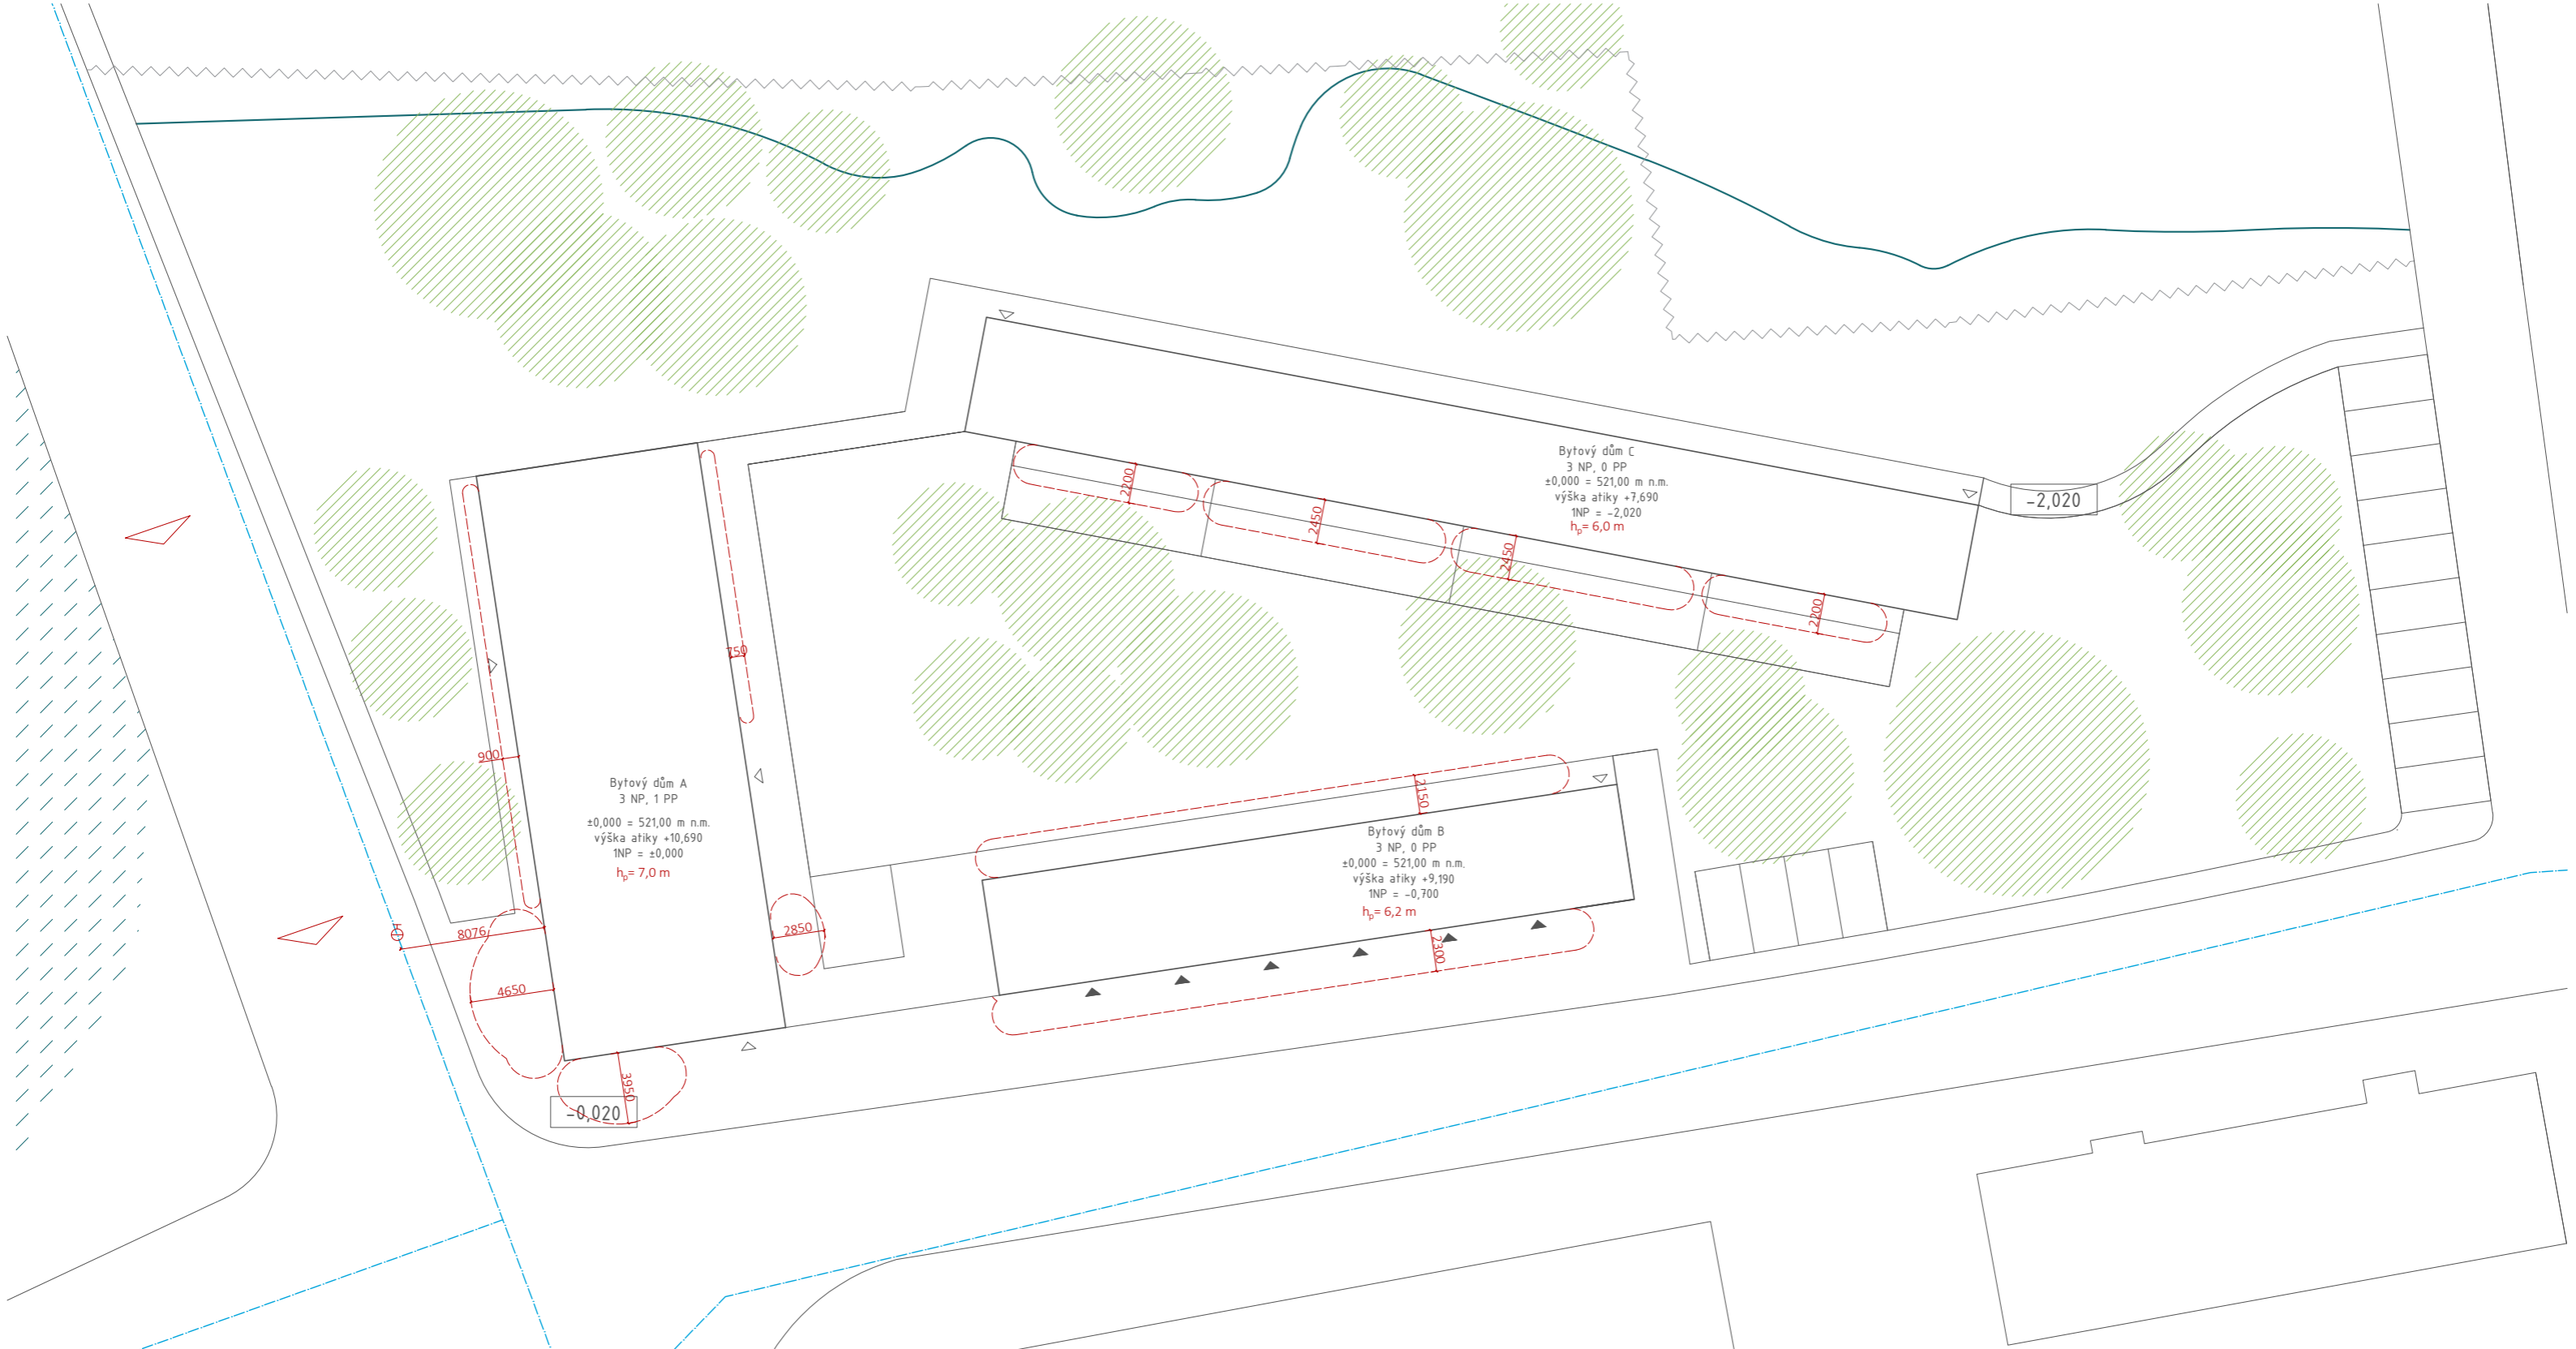 Bytový dům C
3 NP, 0 PP
±0,000 = 521,00 m n.m.
výška atiky +7,690
1NP = -2,020
hp= 6,0 m
-2,020
2200
2450
2450
2200
750
900
Bytový dům A
3 NP, 1 PP
±0,000 = 521,00 m n.m.
výška atiky +10,690
1NP = ±0,000
hp= 7,0 m
2150
Bytový dům B
3 NP, 0 PP
±0,000 = 521,00 m n.m.
výška atiky +9,190
1NP = -0,700
hp= 6,2 m
8076
2850
2300
4650
3950
-0,020